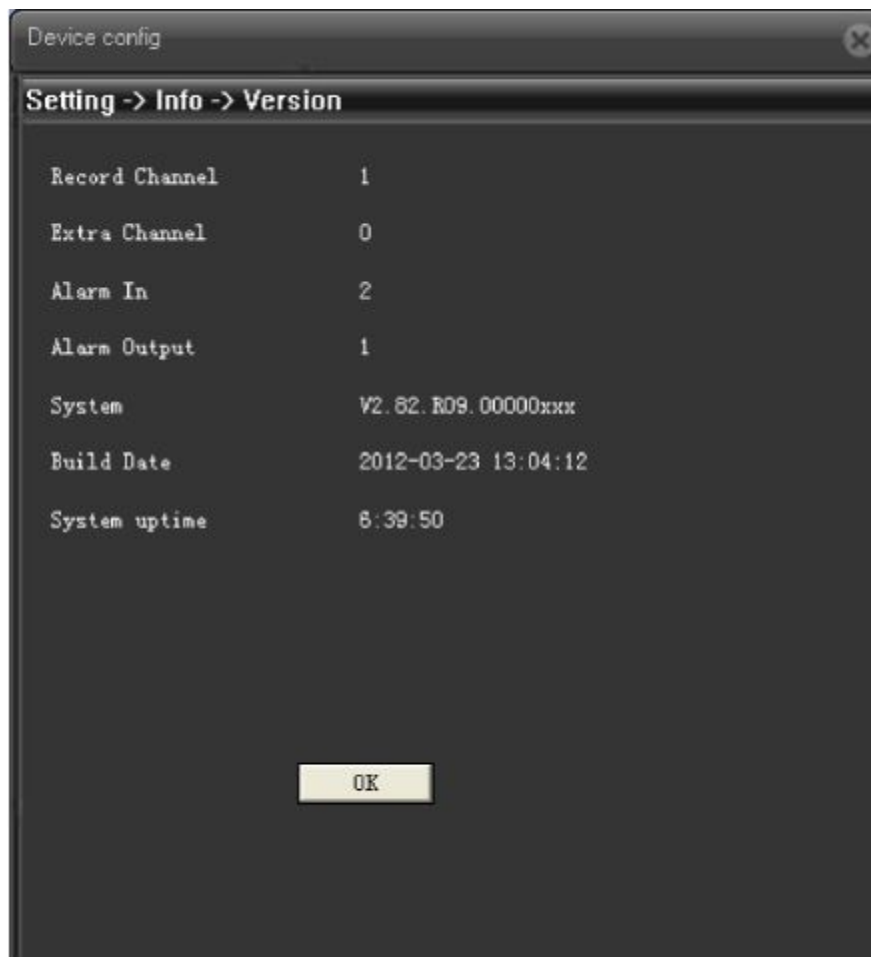 Device config
Setting -> Info -> Version
Record Channel 1
Extra Channel 0
Alarm In 2
Alarm Output 1
System V2.82.R09.00000xxx
Build Date 2012-03-23 13:04:12
System uptime 6:39:50
OK